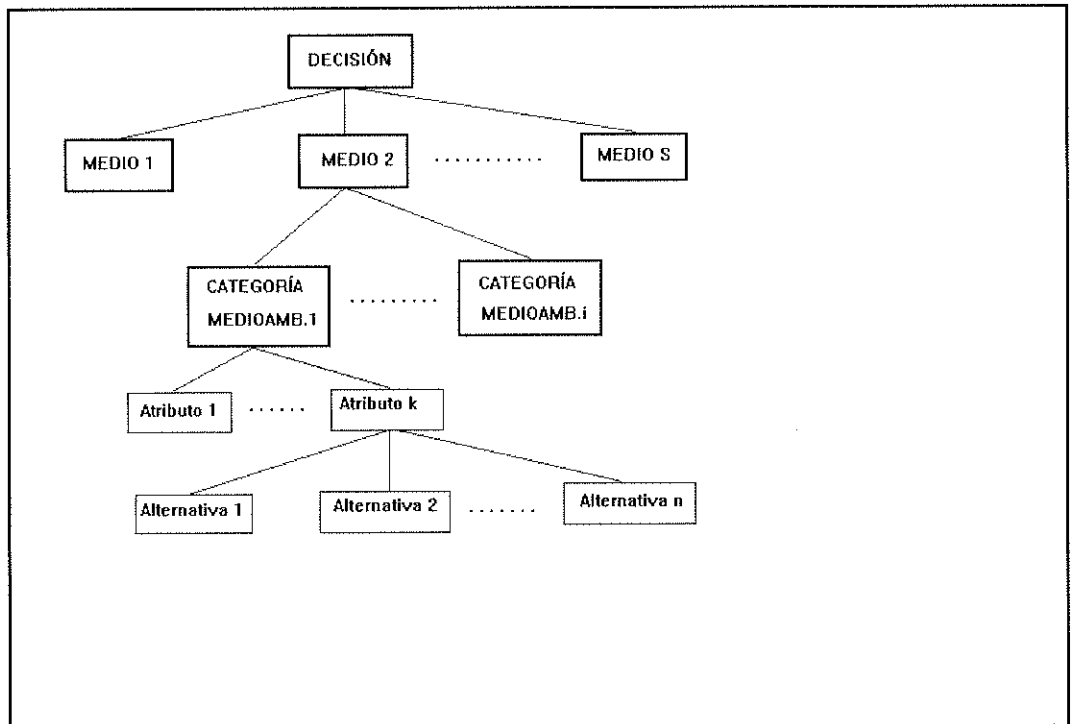 DECISIÓN
MEDIO 1
MEDIO 2
...........
MEDIO S
CATEGORÍA
MEDIOAMB.1
.........
CATEGORÍA
MEDIOAMB.i
Atributo 1
......
Atributo k
Alternativa 1
Alternativa 2
.......
Alternativa n